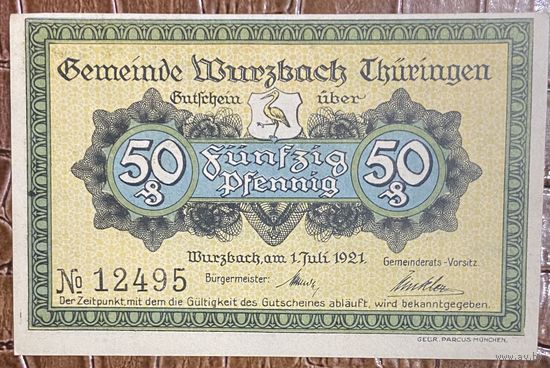 Gemeinde Wurzbach Thüringen
Gutschein über
50 Fünfzig 50
₰ Pfennig ₰
Wurzbach, am 1. Juli 1921.
Gemeinderats-Vorsitz.
Bürgermeister:
No 12495
Der Zeitpunkt, mit dem die Gültigkeit des Gutscheines abläuft, wird bekanntgegeben.
GEBR. PARCUS MÜNCHEN.